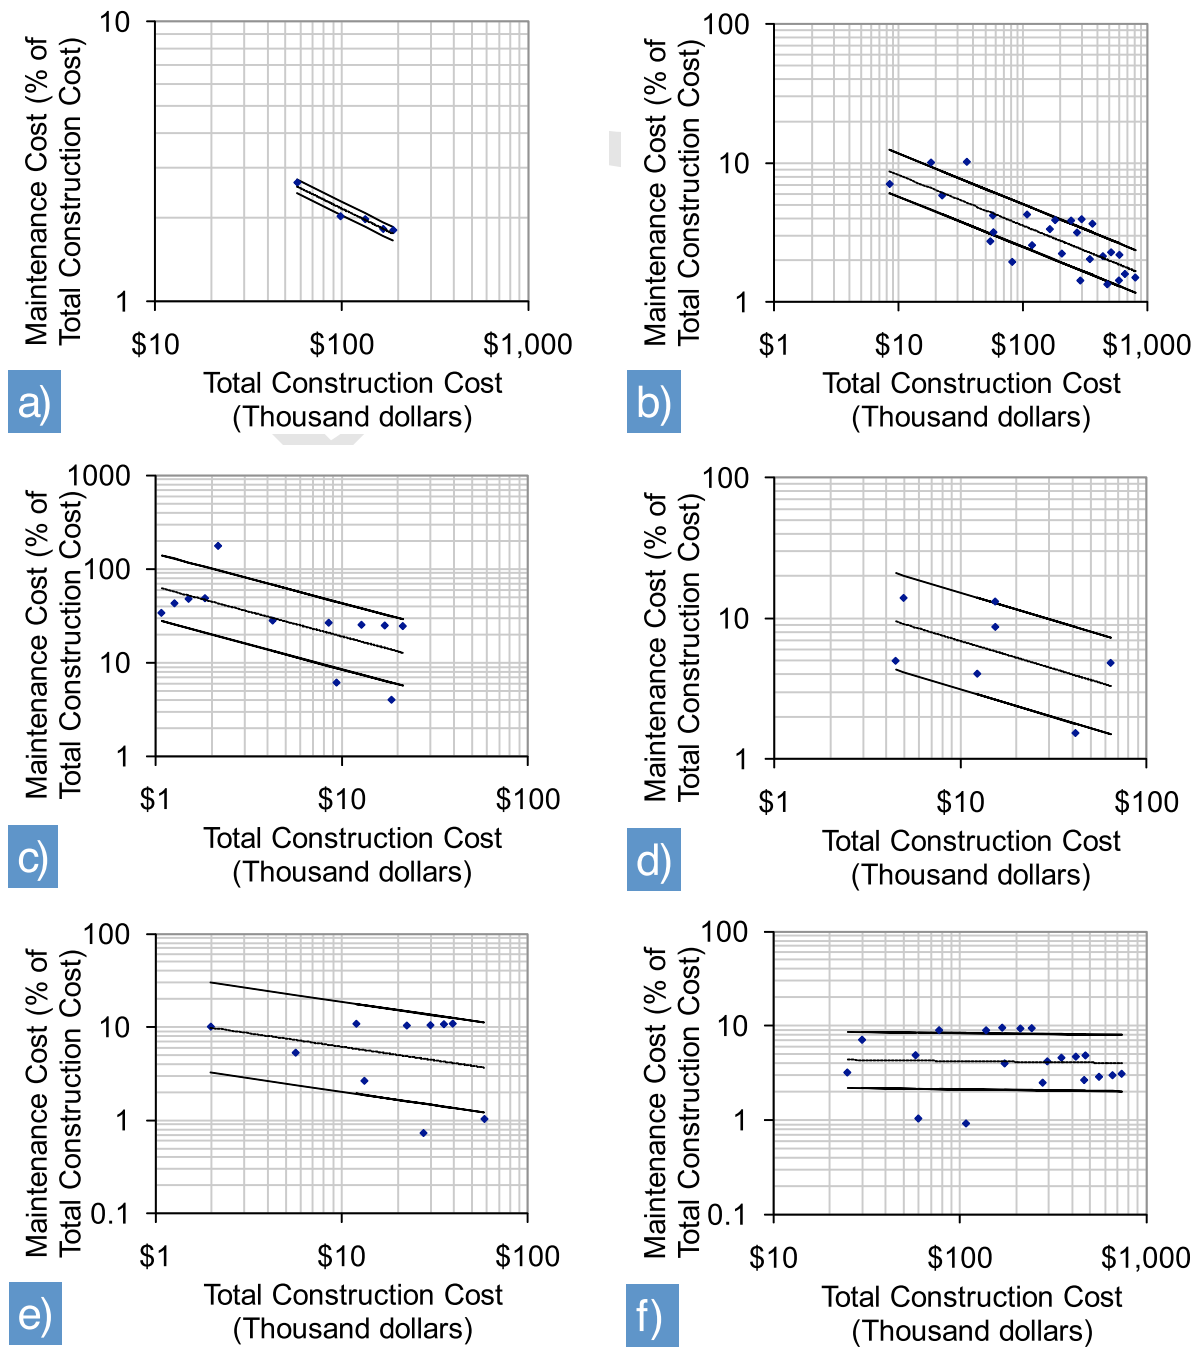 Maintenance Cost (% of
Total Construction Cost)
10
1
$10
$100
$1,000
Total Construction Cost
(Thousand dollars)
a)
Maintenance Cost (% of
Total Construction Cost)
100
10
1
$1
$10
$100
$1,000
Total Construction Cost
(Thousand dollars)
b)
Maintenance Cost (% of
Total Construction Cost)
1000
100
10
1
$1
$10
$100
Total Construction Cost
(Thousand dollars)
c)
Maintenance Cost (% of
Total Construction Cost)
100
10
1
$1
$10
$100
Total Construction Cost
(Thousand dollars)
d)
Maintenance Cost (% of
Total Construction Cost)
100
10
1
0.1
$1
$10
$100
Total Construction Cost
(Thousand dollars)
e)
Maintenance Cost (% of
Total Construction Cost)
100
10
1
0.1
$10
$100
$1,000
Total Construction Cost
(Thousand dollars)
f)